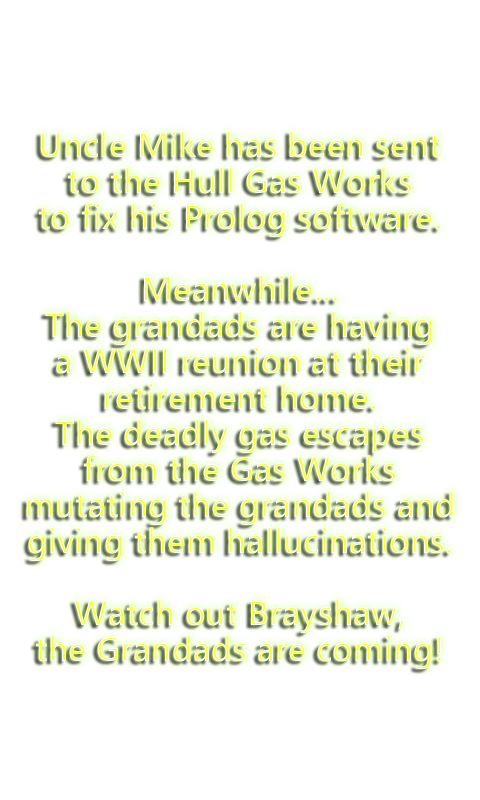 Uncle Mike has been sent
to the Hull Gas Works
to fix his Prolog software.
Meanwhile...
The grandads are having
a WWII reunion at their
retirement home.
The deadly gas escapes
from the Gas Works
mutating the grandads and
giving them hallucinations.
Watch out Brayshaw,
the Grandads are coming!